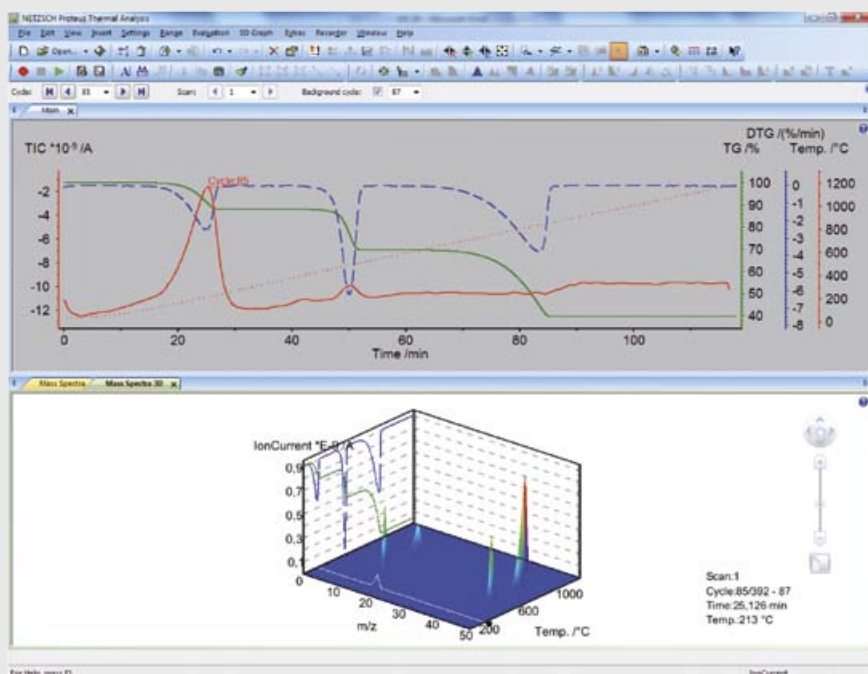 NETZSCH Proteus Thermal Analysis
File Edit View Insert Settings Range Evaluation 3D Graph Extras Recorder Window Help
Open...
Cycle: 85 Scan: 1 Background cycle: 87
Main
TIC *10⁻⁹ /A
DTG /(%/min)
TG /% Temp. /°C
Cycle:85
-2
-4
-6
-8
-10
-12
100
90
80
70
60
50
40
0
-1
-2
-3
-4
-5
-6
-7
-8
1200
1000
800
600
400
200
0
0 20 40 60 80 100
Time /min
Mass Spectra Mass Spectra 3D
IonCurrent *E-9 /A
0,9
0,7
0,5
0,3
0,1
0 10 20 30 40 50
m/z
200 600 1000
Temp. /°C
Scan:1
Cycle:85/392 - 87
Time:25,126 min
Temp.:213 °C
For Help, press F1
IonCurrent